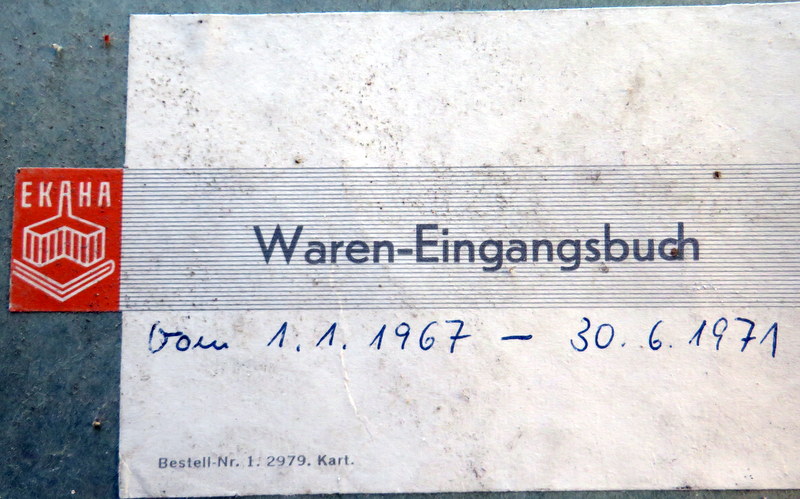 EKAHA
Waren-Eingangsbuch
Vom 1.1.1967 – 30.6.1971
Bestell-Nr. 1. 2979. Kart.